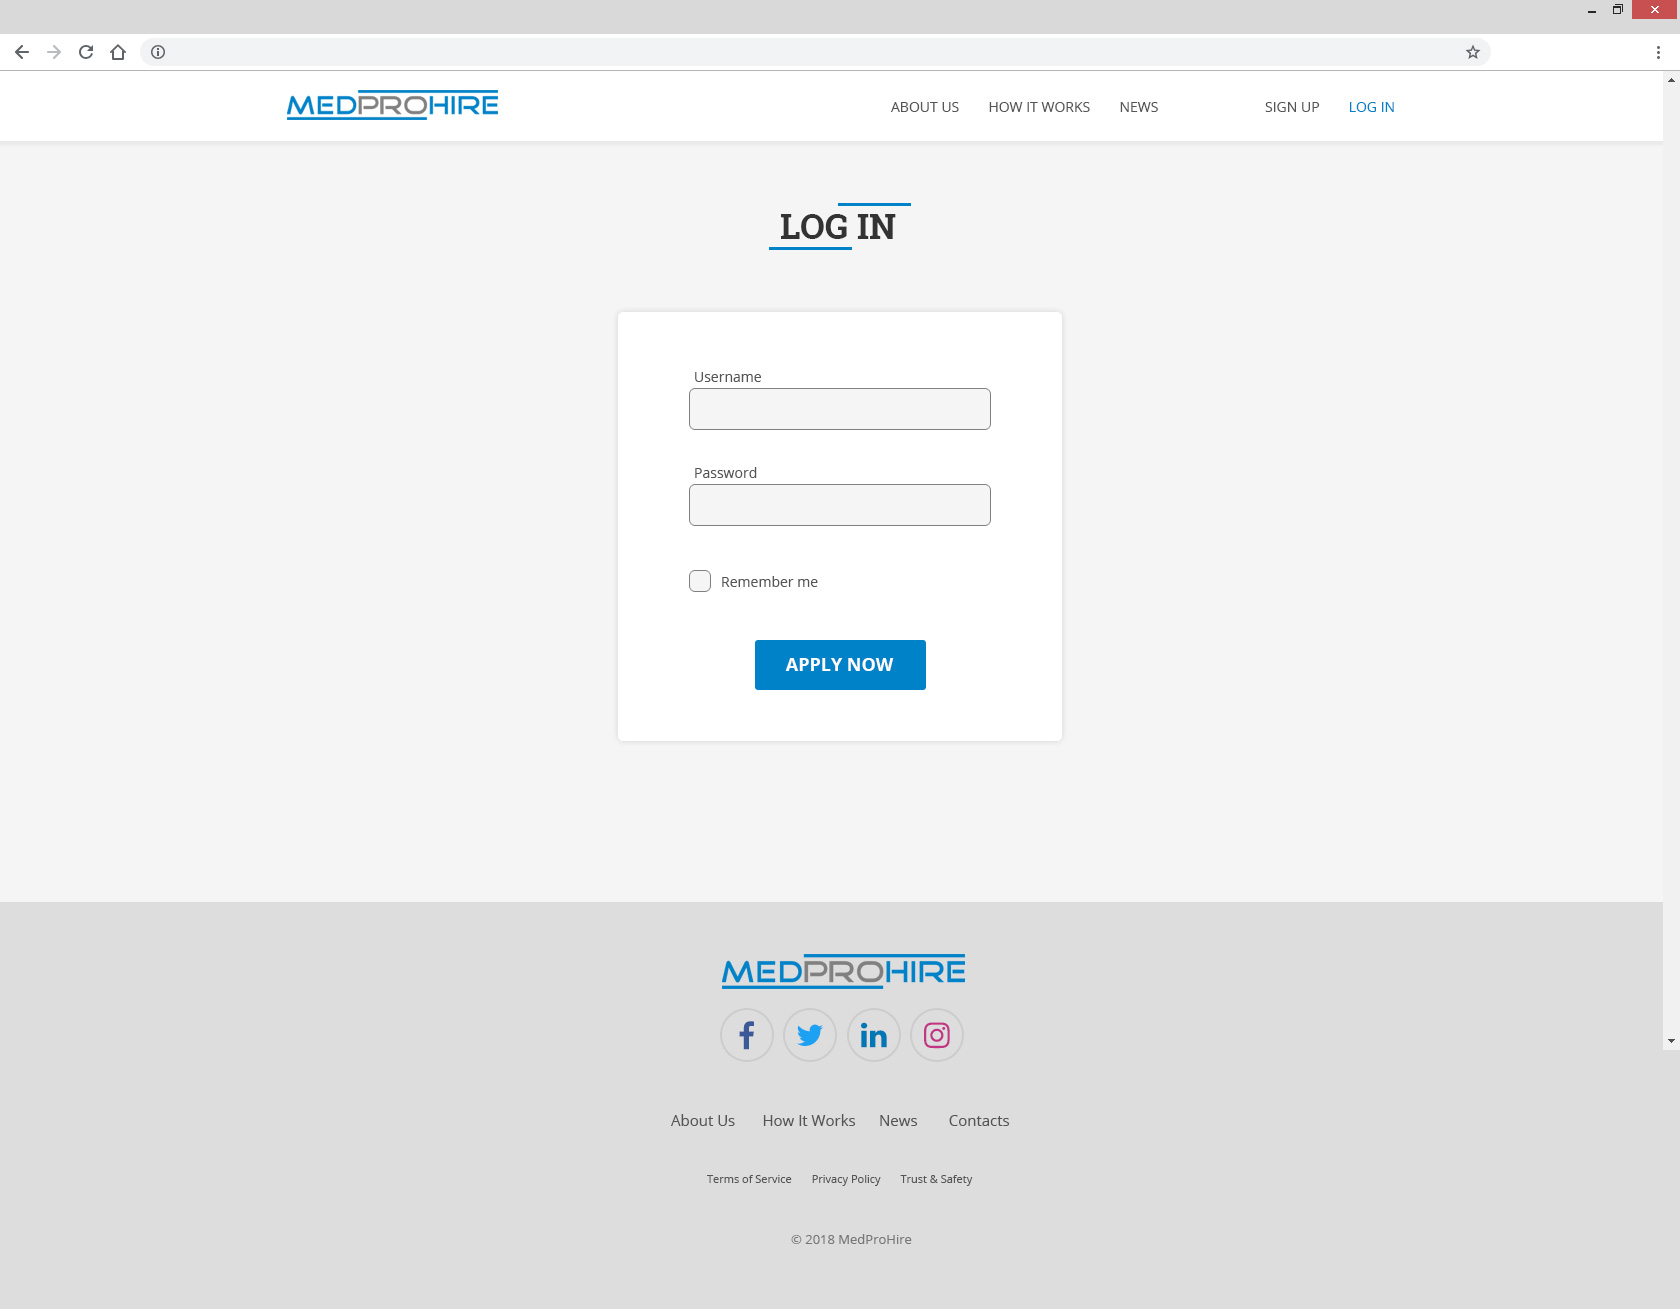 MEDPROHIRE
ABOUT US HOW IT WORKS NEWS SIGN UP LOG IN
LOG IN
Username
Password
Remember me
APPLY NOW
MEDPROHIRE
About Us How It Works News Contacts
Terms of Service Privacy Policy Trust & Safety
© 2018 MedProHire